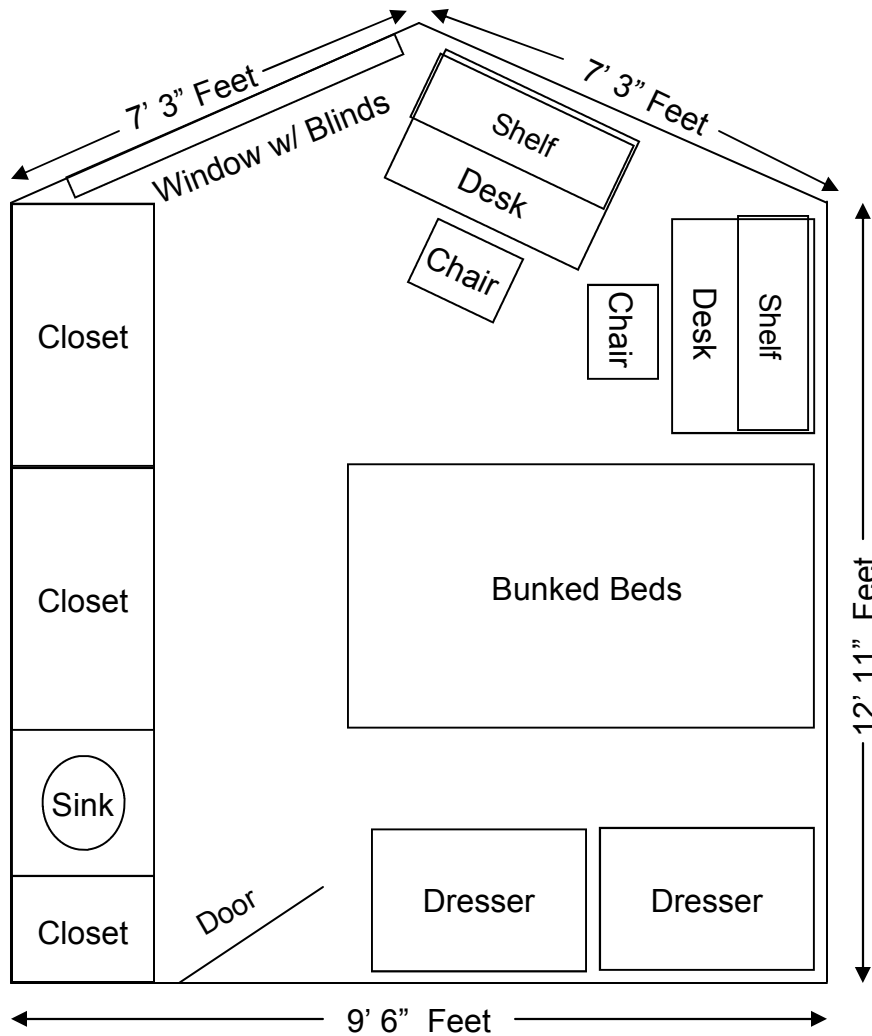 7’ 3” Feet
7’ 3” Feet
Window w/ Blinds
Shelf
Desk
Chair
Chair
Desk
Shelf
Closet
Closet
Bunked Beds
12’ 11” Feet
Sink
Closet
Door
Dresser
Dresser
9’ 6” Feet